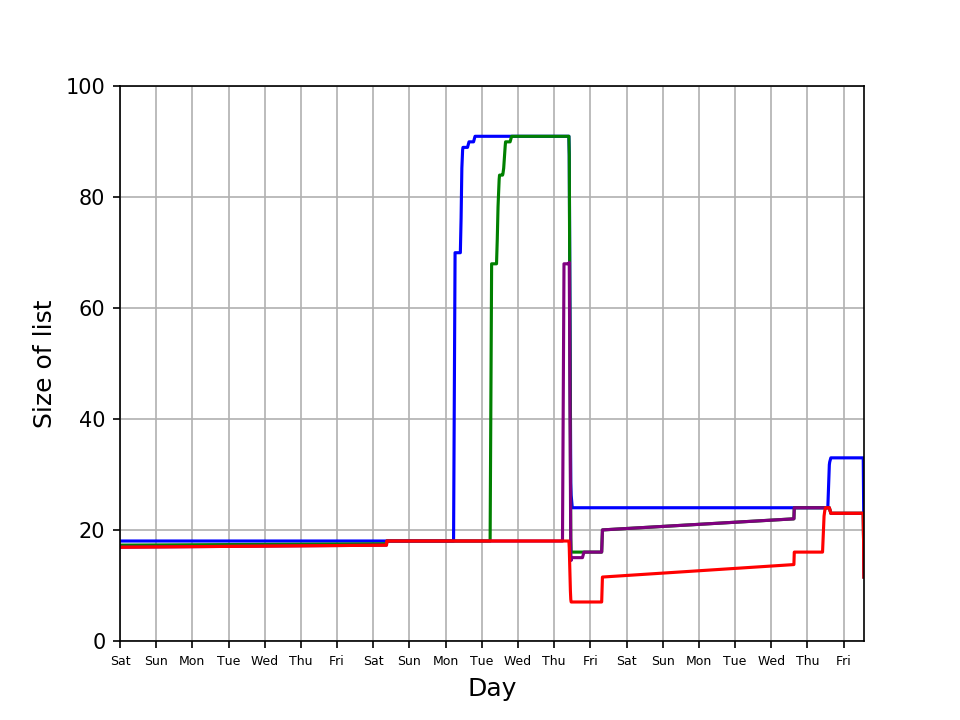 100
80
60
40
20
0
Size of list
Sat Sun Mon Tue Wed Thu Fri Sat Sun Mon Tue Wed Thu Fri Sat Sun Mon Tue Wed Thu Fri
Day